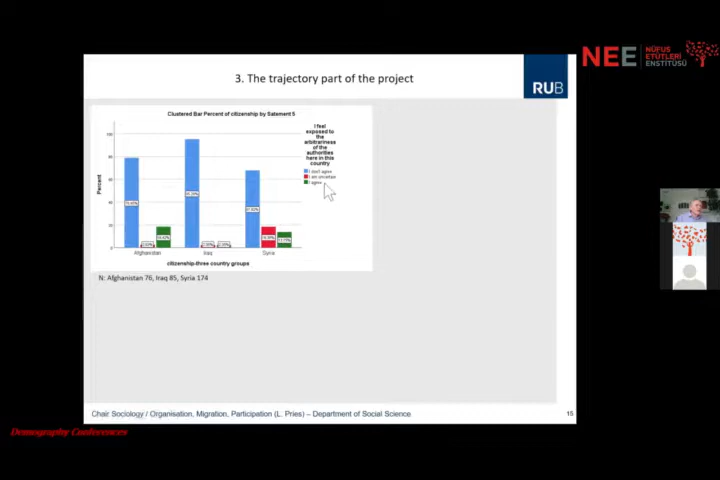 3. The trajectory part of the project
NEE
NÜFUS
ETÜTLERİ
ENSTİTÜSÜ
RUB
Clustered Bar Percent of citizenship by Satement 5
I feel
exposed to
the
arbitrariness
of the
authorities
here in this
country
I don't agree
I am uncertain
I agree
Percent
Afghanistan
Iraq
Syria
citizenship-three country groups
N: Afghanistan 76, Iraq 85, Syria 174
Chair Sociology / Organisation, Migration, Participation (L. Pries) – Department of Social Science
15
Demography Conferences